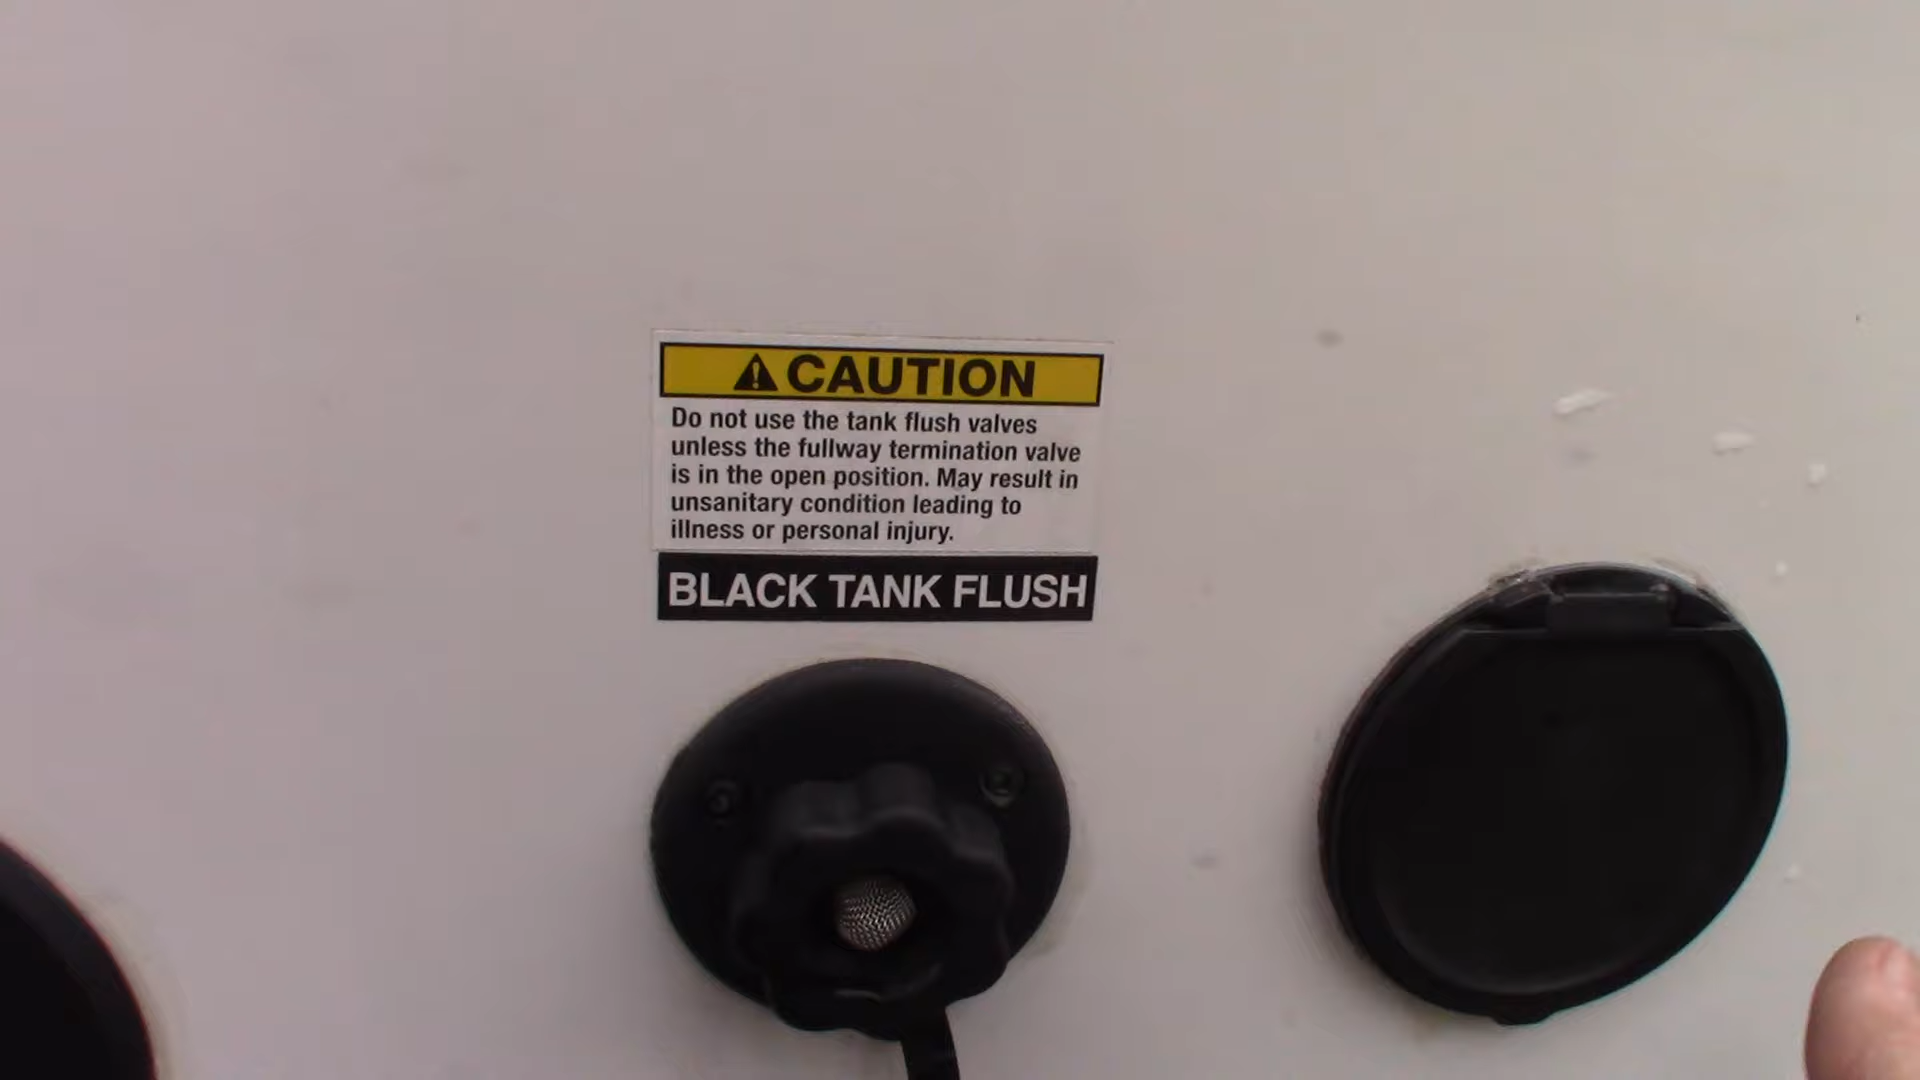 CAUTION
Do not use the tank flush valves
unless the fullway termination valve
is in the open position. May result in
unsanitary condition leading to
illness or personal injury.
BLACK TANK FLUSH